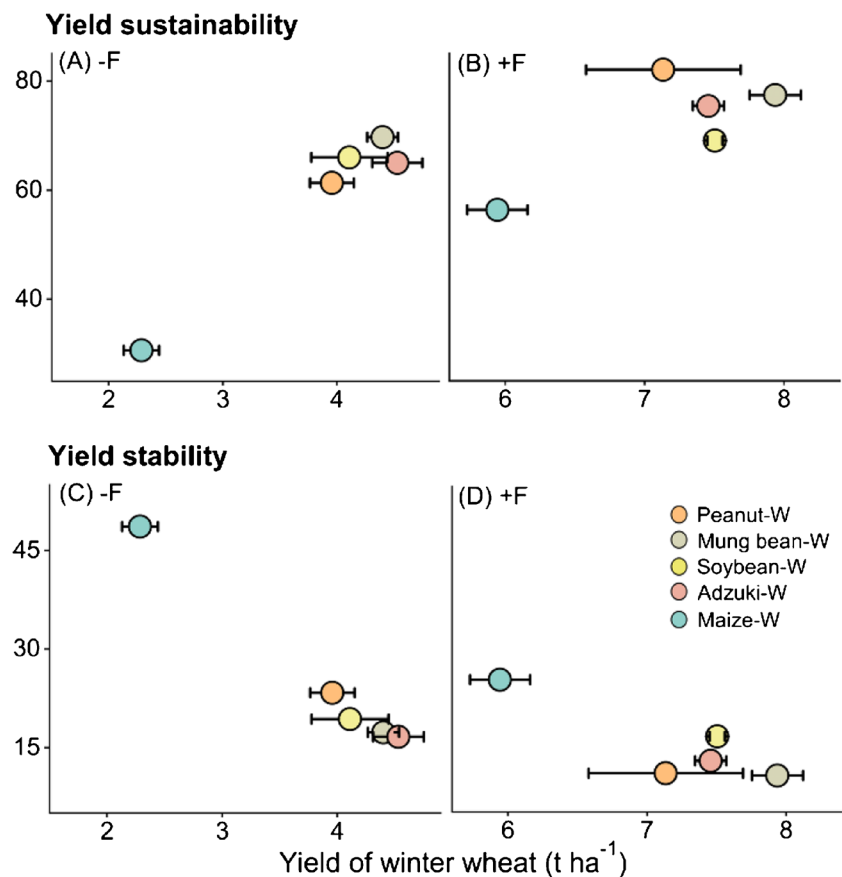 Yield sustainability
(A) -F
(B) +F
80
60
40
2 3 4
6 7 8
Yield stability
(C) -F
(D) +F
Peanut-W
Mung bean-W
Soybean-W
Adzuki-W
Maize-W
45
30
15
2 3 4
6 7 8
Yield of winter wheat (t ha⁻¹)